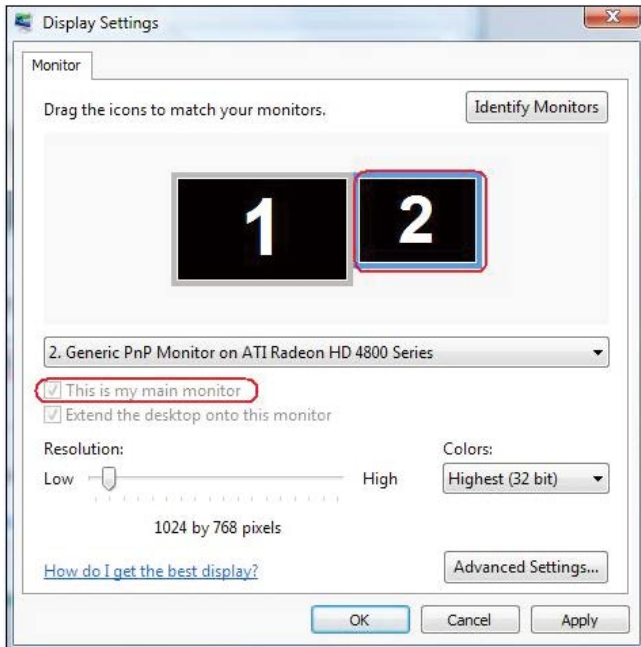 Display Settings
X
Monitor
Drag the icons to match your monitors.
Identify Monitors
1
2
2. Generic PnP Monitor on ATI Radeon HD 4800 Series
This is my main monitor
Extend the desktop onto this monitor
Resolution:
Colors:
Low
High
Highest (32 bit)
1024 by 768 pixels
How do I get the best display?
Advanced Settings...
OK
Cancel
Apply